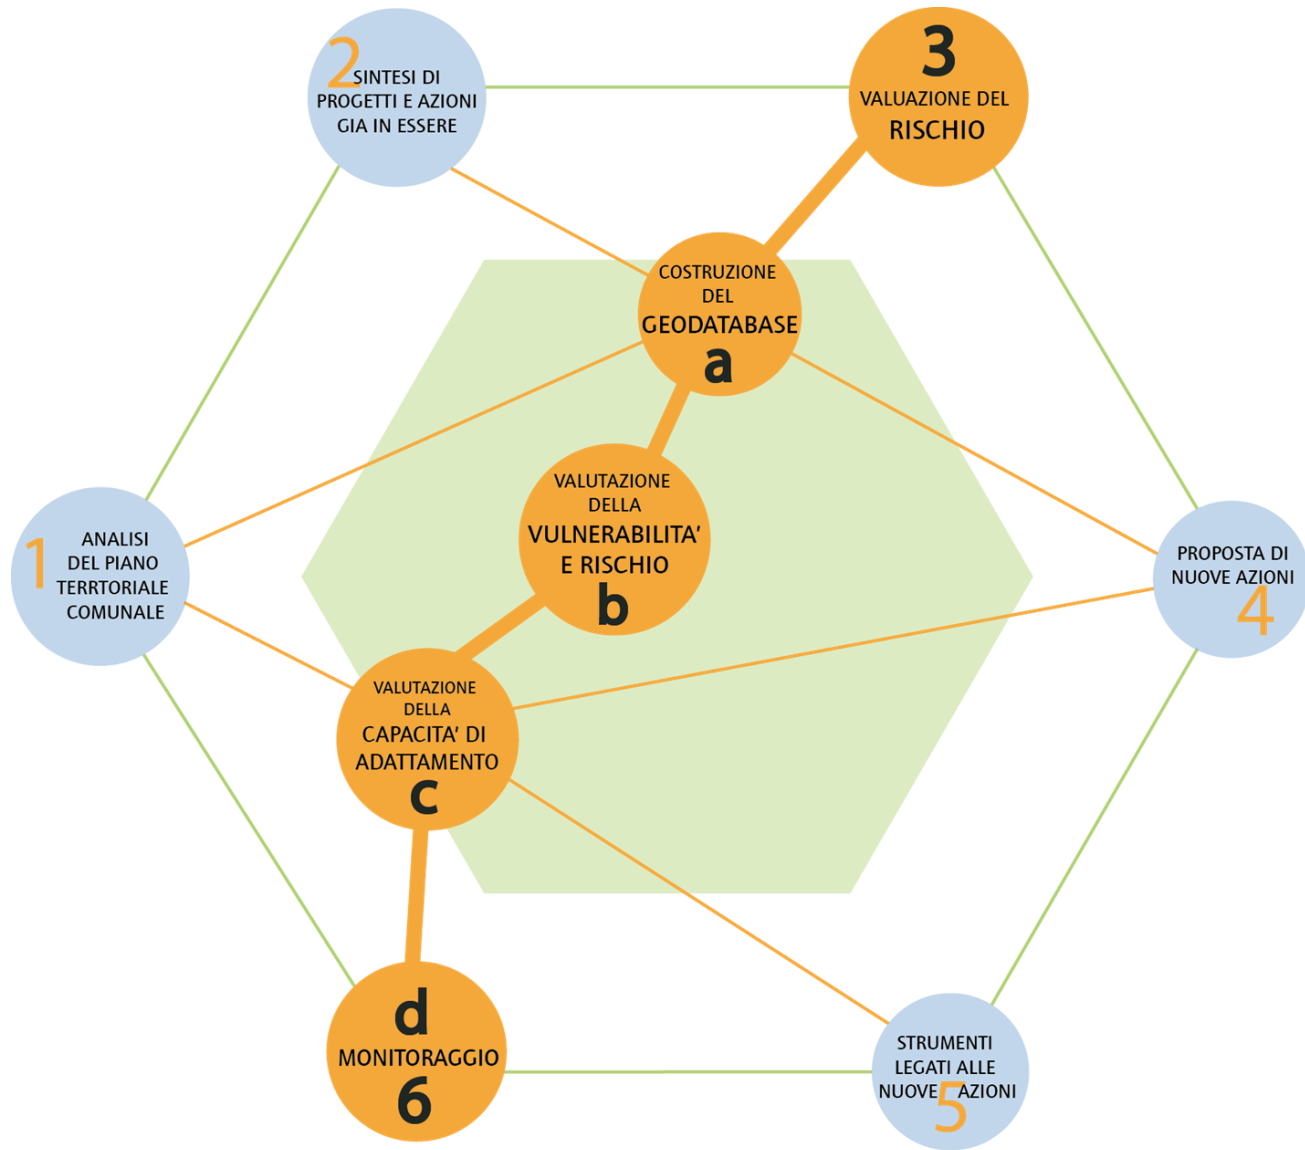 2
SINTESI DI
PROGETTI E AZIONI
GIA IN ESSERE
3
VALUAZIONE DEL
RISCHIO
COSTRUZIONE
DEL
GEODATABASE
a
VALUTAZIONE
DELLA
VULNERABILITA'
E RISCHIO
b
1
ANALISI
DEL PIANO
TERRTORIALE
COMUNALE
PROPOSTA DI
NUOVE AZIONI
4
VALUTAZIONE
DELLA
CAPACITA' DI
ADATTAMENTO
c
d
MONITORAGGIO
6
STRUMENTI
LEGATI ALLE
NUOVE AZIONI
5